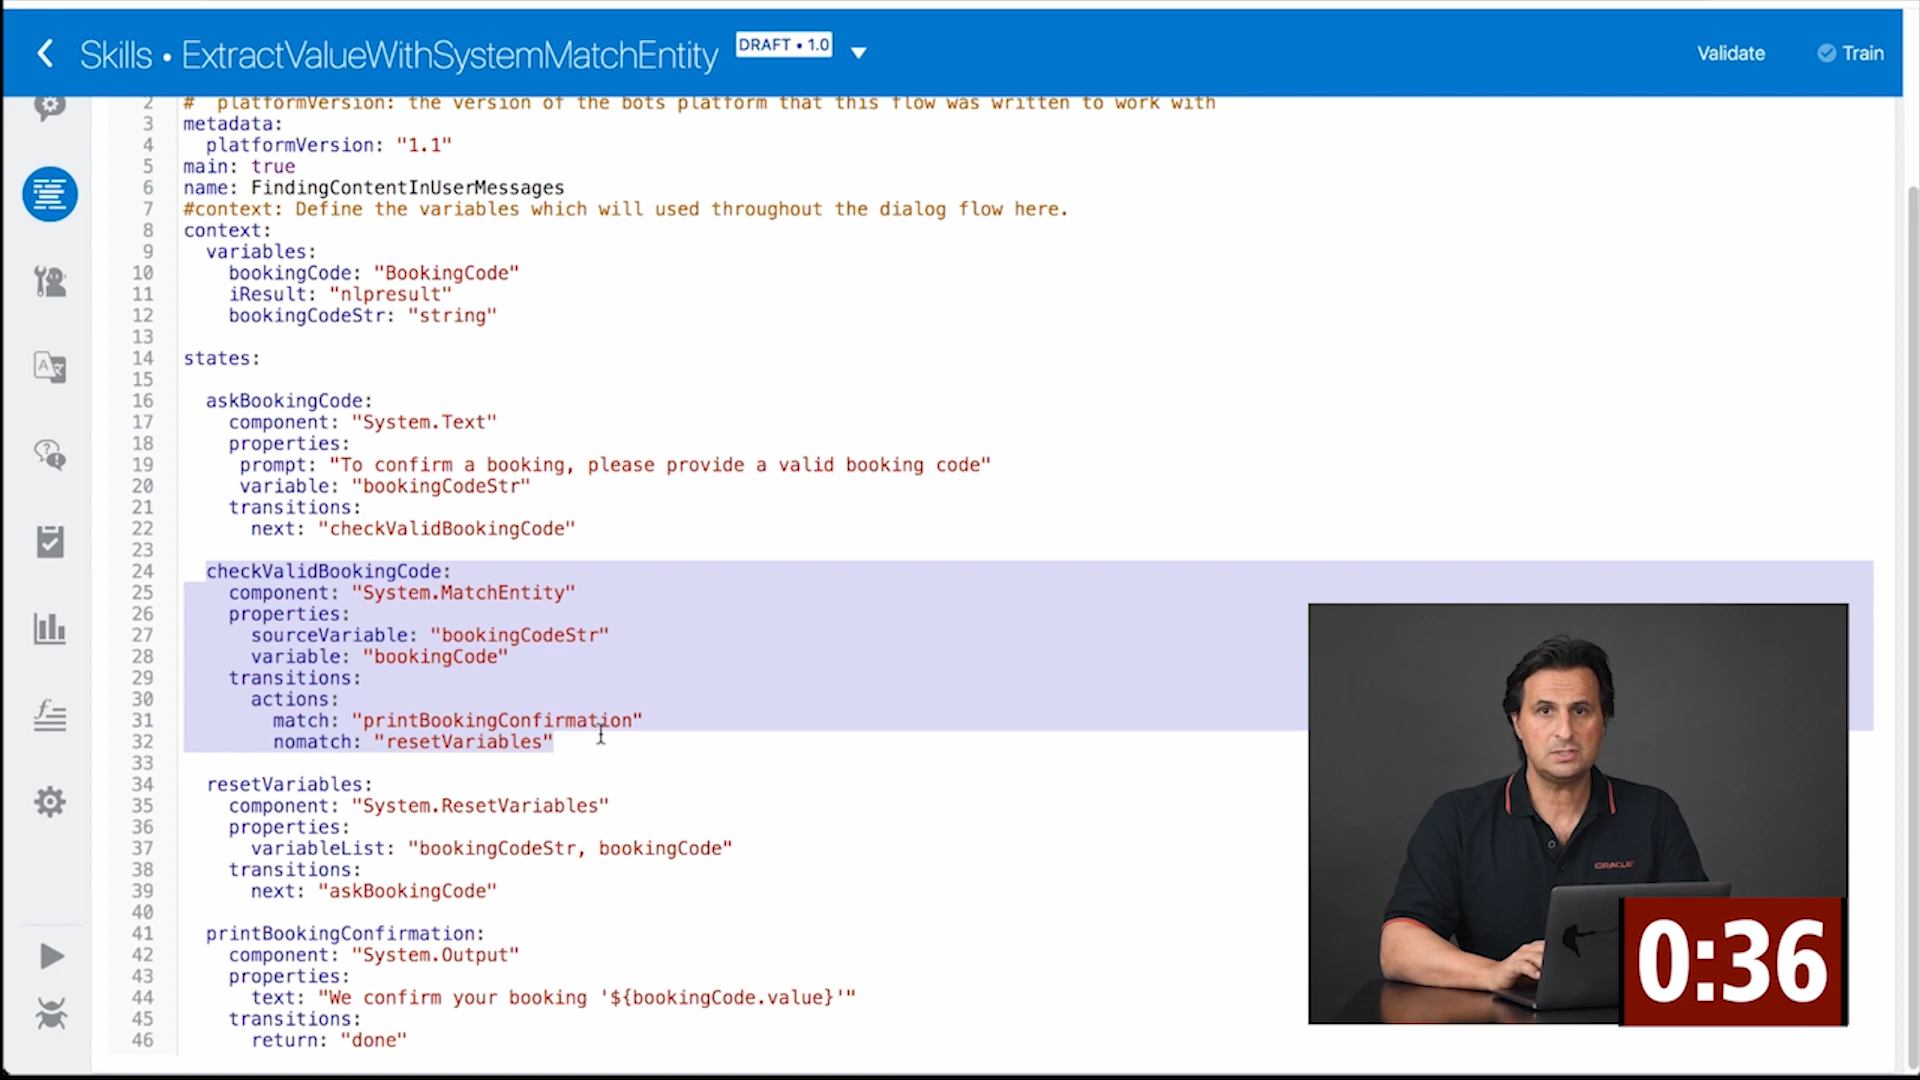 Skills • ExtractValueWithSystemMatchEntity
DRAFT • 1.0
Validate
Train
2 # platformVersion: the version of the bots platform that this flow was written to work with
3 metadata:
4 platformVersion: "1.1"
5 main: true
6 name: FindingContentInUserMessages
7 #context: Define the variables which will used throughout the dialog flow here.
8 context:
9 variables:
10 bookingCode: "BookingCode"
11 iResult: "nlpresult"
12 bookingCodeStr: "string"
13
14 states:
15
16 askBookingCode:
17 component: "System.Text"
18 properties:
19 prompt: "To confirm a booking, please provide a valid booking code"
20 variable: "bookingCodeStr"
21 transitions:
22 next: "checkValidBookingCode"
23
24 checkValidBookingCode:
25 component: "System.MatchEntity"
26 properties:
27 sourceVariable: "bookingCodeStr"
28 variable: "bookingCode"
29 transitions:
30 actions:
31 match: "printBookingConfirmation"
32 nomatch: "resetVariables"
33
34 resetVariables:
35 component: "System.ResetVariables"
36 properties:
37 variableList: "bookingCodeStr, bookingCode"
38 transitions:
39 next: "askBookingCode"
40
41 printBookingConfirmation:
42 component: "System.Output"
43 properties:
44 text: "We confirm your booking '${bookingCode.value}'"
45 transitions:
46 return: "done"
ORACLE
0:36